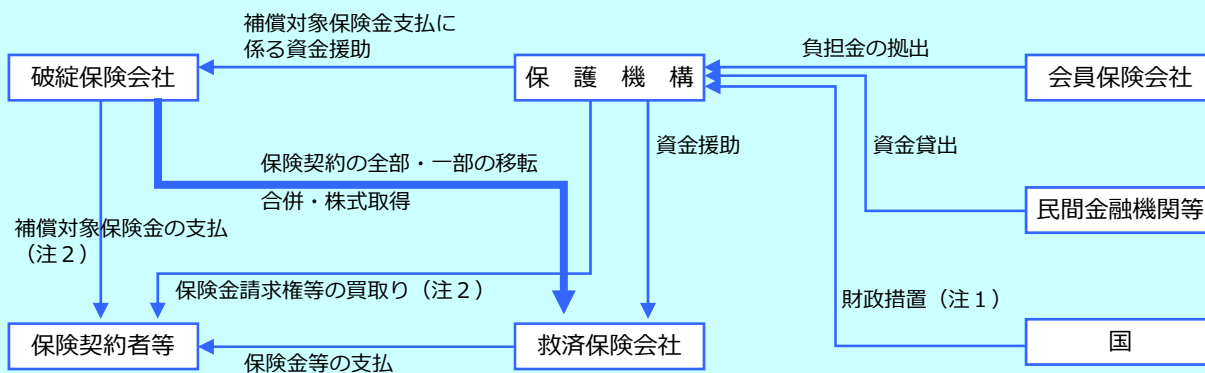 補償対象保険金支払に
係る資金援助
負担金の拠出
破綻保険会社
保 護 機 構
会員保険会社
資金援助
資金貸出
保険契約の全部・一部の移転
合併・株式取得
民間金融機関等
補償対象保険金の支払
（注２）
保険金請求権等の買取り（注２）
財政措置（注１）
保険契約者等
救済保険会社
国
保険金等の支払